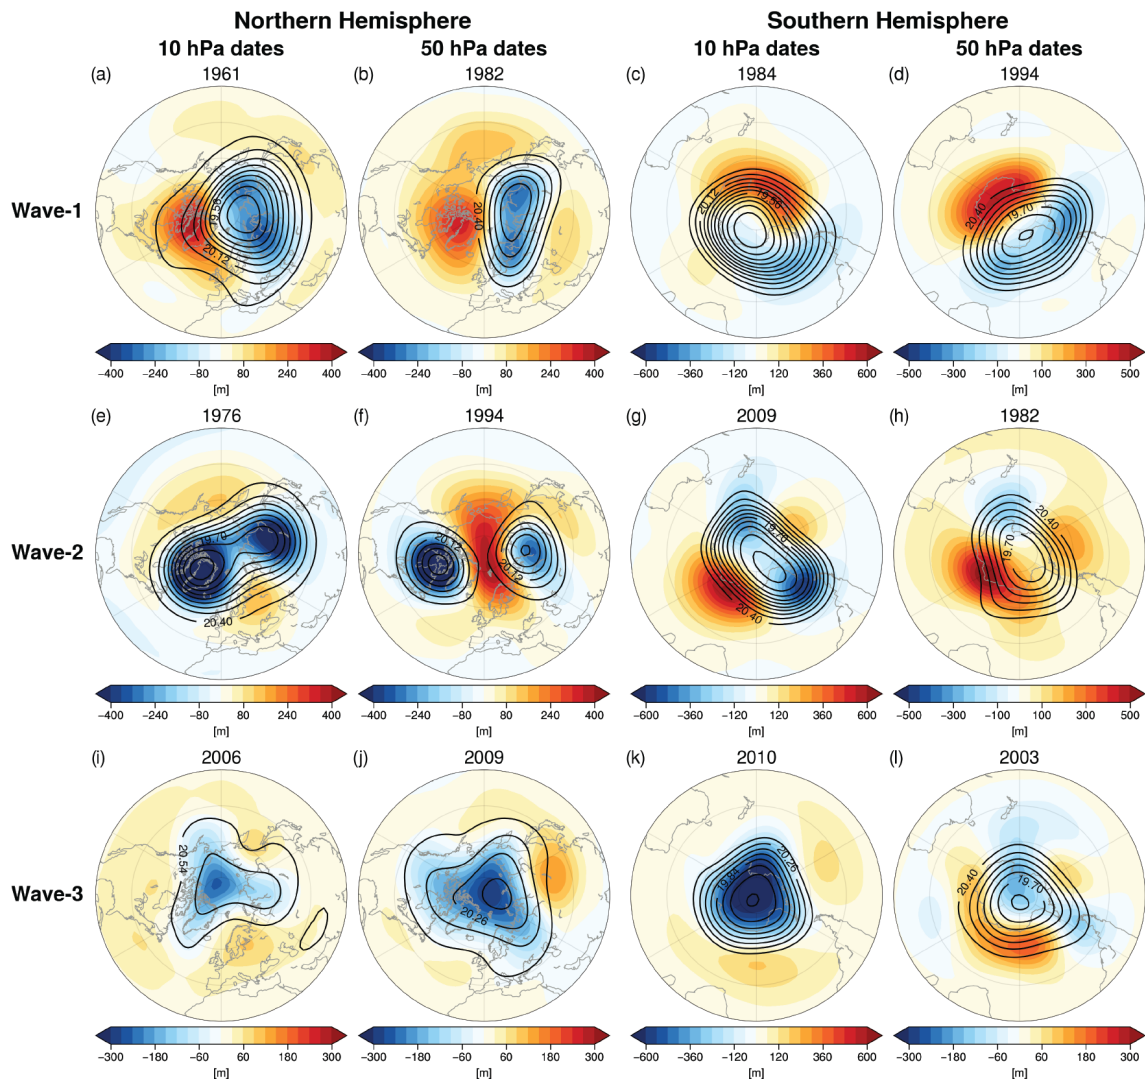 Northern Hemisphere Southern Hemisphere
10 hPa dates 50 hPa dates 10 hPa dates 50 hPa dates
(a) 1961 (b) 1982 (c) 1984 (d) 1994
Wave-1
19.56 20.12
20.40
20.12 19.56
20.40 19.70
−400 −240 −80 80 240 400 −400 −240 −80 80 240 400 −600 −360 −120 120 360 600 −500 −300 −100 100 300 500
[m] [m] [m] [m]
(e) 1976 (f) 1994 (g) 2009 (h) 1982
Wave-2
19.70 20.40
20.12 20.12
19.70 20.40
20.40 19.70
−400 −240 −80 80 240 400 −400 −240 −80 80 240 400 −600 −360 −120 120 360 600 −500 −300 −100 100 300 500
[m] [m] [m] [m]
(i) 2006 (j) 2009 (k) 2010 (l) 2003
Wave-3
20.54
20.26
19.84 20.26
20.40 19.70
−300 −180 −60 60 180 300 −300 −180 −60 60 180 300 −600 −360 −120 120 360 600 −300 −180 −60 60 180 300
[m] [m] [m] [m]